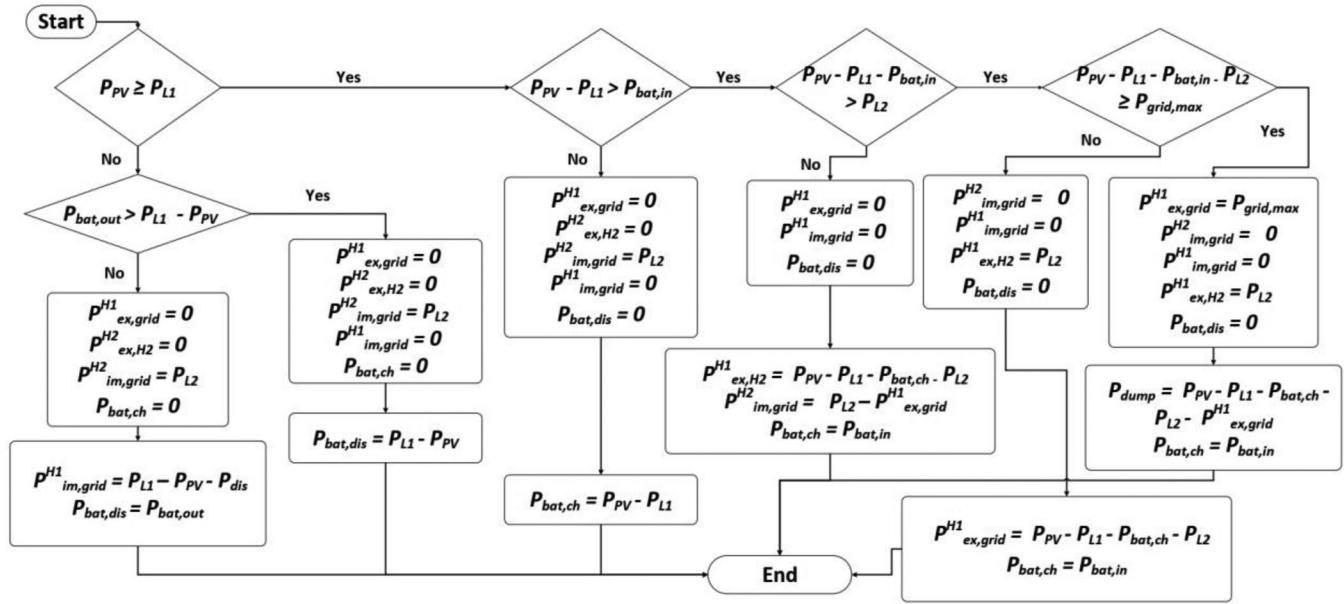 Start
P_PV ≥ P_L1
Yes
P_PV - P_L1 > P_bat,in
Yes
P_PV - P_L1 - P_bat,in
> P_L2
Yes
P_PV - P_L1 - P_bat,in - P_L2
≥ P_grid,max
Yes
No
No
No
No
P_bat,out > P_L1 - P_PV
Yes
No
P^H1_ex,grid = 0
P^H2_ex,H2 = 0
P^H2_im,grid = P_L2
P_bat,ch = 0
P^H1_im,grid = P_L1 – P_PV - P_dis
P_bat,dis = P_bat,out
P^H1_ex,grid = 0
P^H2_ex,H2 = 0
P^H2_im,grid = P_L2
P^H1_im,grid = 0
P_bat,ch = 0
P_bat,dis = P_L1 - P_PV
P^H1_ex,grid = 0
P^H2_ex,H2 = 0
P^H2_im,grid = P_L2
P^H1_im,grid = 0
P_bat,dis = 0
P_bat,ch = P_PV - P_L1
P^H1_ex,grid = 0
P^H1_im,grid = 0
P_bat,dis = 0
P^H1_ex,H2 = P_PV - P_L1 - P_bat,ch - P_L2
P^H2_im,grid = P_L2 – P^H1_ex,grid
P_bat,ch = P_bat,in
P^H2_im,grid = 0
P^H1_im,grid = 0
P^H1_ex,H2 = P_L2
P_bat,dis = 0
P^H1_ex,grid = P_PV - P_L1 - P_bat,ch - P_L2
P_bat,ch = P_bat,in
P^H1_ex,grid = P_grid,max
P^H2_im,grid = 0
P^H1_im,grid = 0
P^H1_ex,H2 = P_L2
P_bat,dis = 0
P_dump = P_PV - P_L1 - P_bat,ch -
P_L2 - P^H1_ex,grid
P_bat,ch = P_bat,in
End